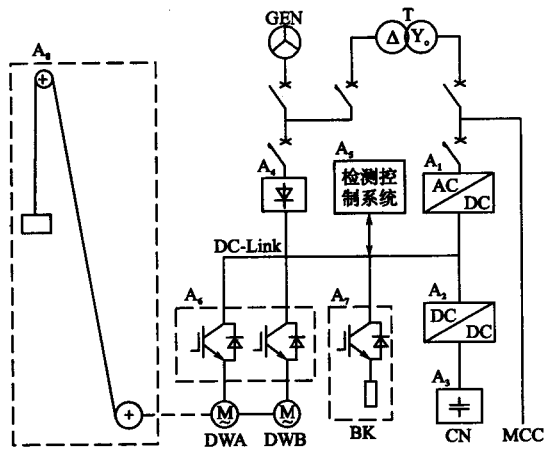 GEN
T
Δ
Y₀
A₈
A₄
A₅
检测控
制系统
A₁
AC
DC
DC-Link
A₆
A₇
A₂
DC
DC
A₃
M
~
M
~
DWA
DWB
BK
CN
MCC